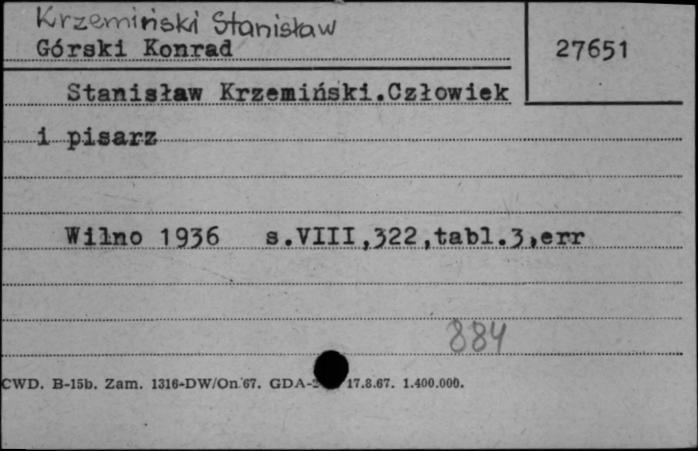 Krzemiński Stanisław
Górski Konrad
27651
Stanisław Krzemiński.Człowiek
i pisarz
Wilno 1936 s.VIII,322,tabl.3,err
884
CWD. B-15b. Zam. 1316-DW/On 67. GDA- 17.8.67. 1.400.000.